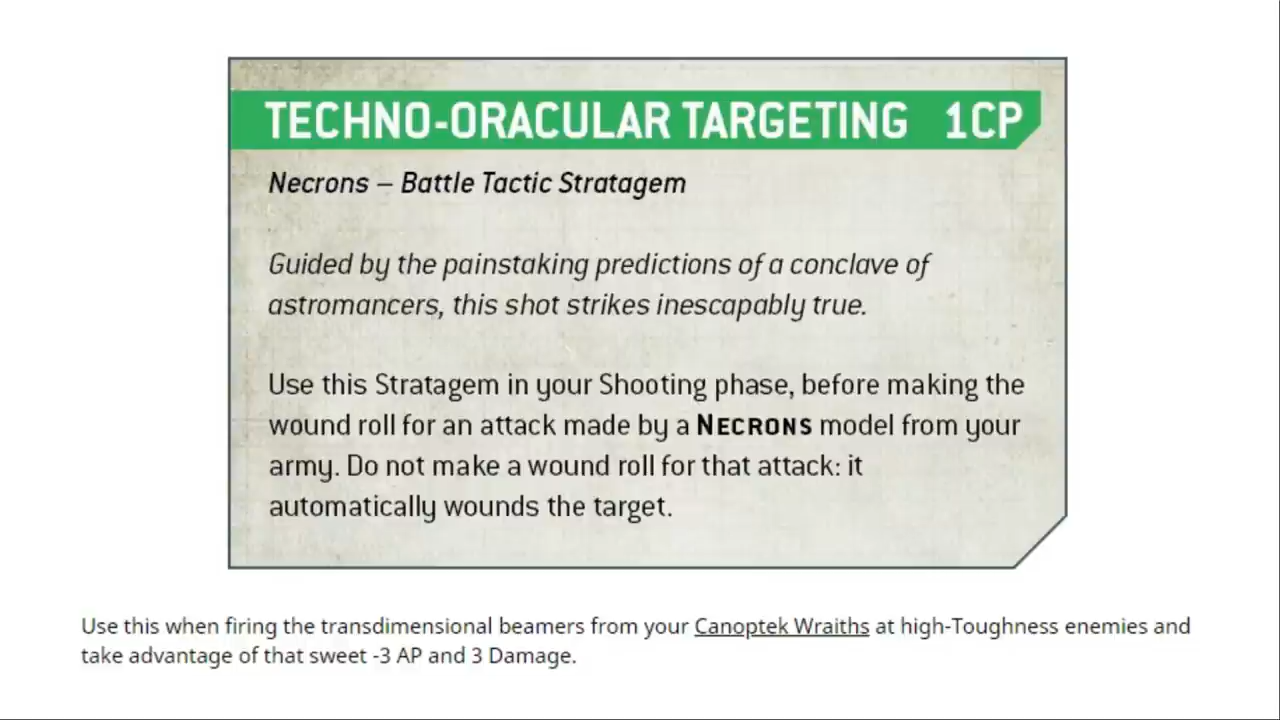 TECHNO-ORACULAR TARGETING 1CP
Necrons – Battle Tactic Stratagem
Guided by the painstaking predictions of a conclave of
astromancers, this shot strikes inescapably true.
Use this Stratagem in your Shooting phase, before making the
wound roll for an attack made by a NECRONS model from your
army. Do not make a wound roll for that attack: it
automatically wounds the target.
Use this when firing the transdimensional beamers from your Canoptek Wraiths at high-Toughness enemies and
take advantage of that sweet -3 AP and 3 Damage.